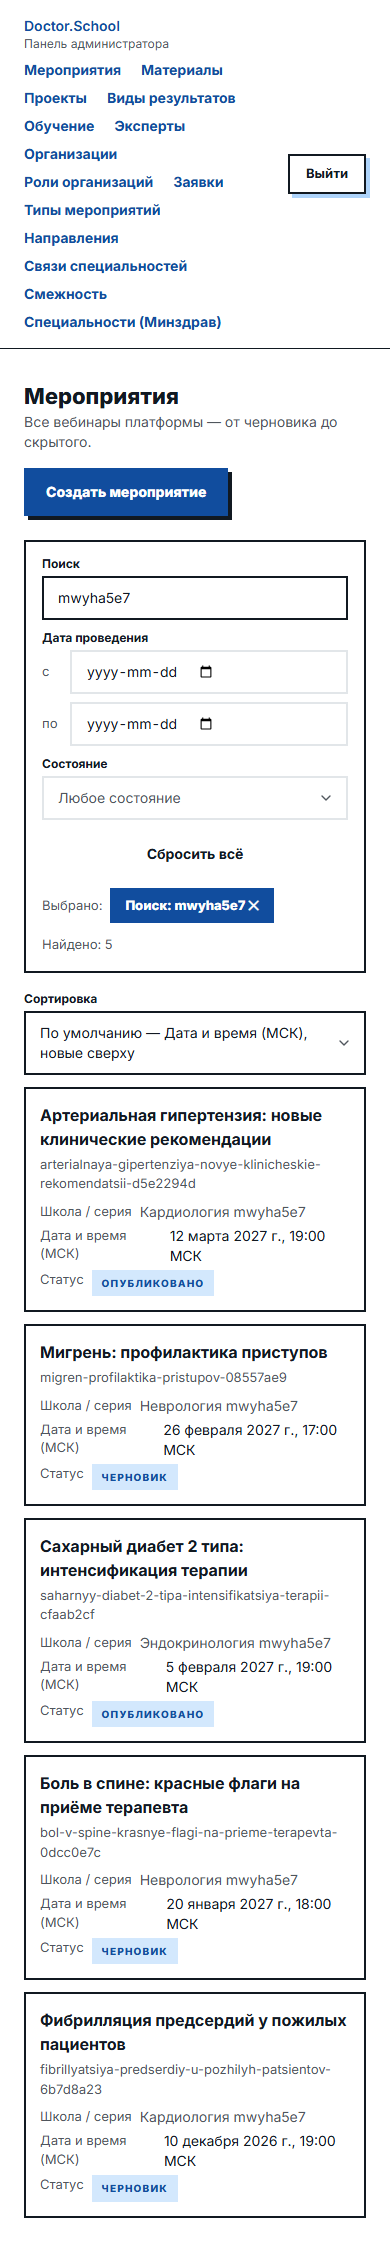 Doctor.School
Панель администратора
Мероприятия Материалы
Проекты Виды результатов
Обучение Эксперты
Организации
Роли организаций Заявки
Типы мероприятий
Направления
Связи специальностей
Смежность
Специальности (Минздрав)
Выйти
Мероприятия
Все вебинары платформы — от черновика до
скрытого.
Создать мероприятие
Поиск
mwyha5e7
Дата проведения
с yyyy-mm-dd
по yyyy-mm-dd
Состояние
Любое состояние
Сбросить всё
Выбрано: Поиск: mwyha5e7 ✕
Найдено: 5
Сортировка
По умолчанию — Дата и время (МСК),
новые сверху
Артериальная гипертензия: новые
клинические рекомендации
arterialnaya-gipertenziya-novye-klinicheskie-
rekomendatsii-d5e2294d
Школа / серия Кардиология mwyha5e7
Дата и время
(МСК)
12 марта 2027 г., 19:00
МСК
Статус ОПУБЛИКОВАНО
Мигрень: профилактика приступов
migren-profilaktika-pristupov-08557ae9
Школа / серия Неврология mwyha5e7
Дата и время
(МСК)
26 февраля 2027 г., 17:00
МСК
Статус ЧЕРНОВИК
Сахарный диабет 2 типа:
интенсификация терапии
saharnyy-diabet-2-tipa-intensifikatsiya-terapii-
cfaab2cf
Школа / серия Эндокринология mwyha5e7
Дата и время
(МСК)
5 февраля 2027 г., 19:00
МСК
Статус ОПУБЛИКОВАНО
Боль в спине: красные флаги на
приёме терапевта
bol-v-spine-krasnye-flagi-na-prieme-terapevta-
0dcc0e7c
Школа / серия Неврология mwyha5e7
Дата и время
(МСК)
20 января 2027 г., 18:00
МСК
Статус ЧЕРНОВИК
Фибрилляция предсердий у пожилых
пациентов
fibrillyatsiya-predserdiy-u-pozhilyh-patsientov-
6b7d8a23
Школа / серия Кардиология mwyha5e7
Дата и время
(МСК)
10 декабря 2026 г., 19:00
МСК
Статус ЧЕРНОВИК